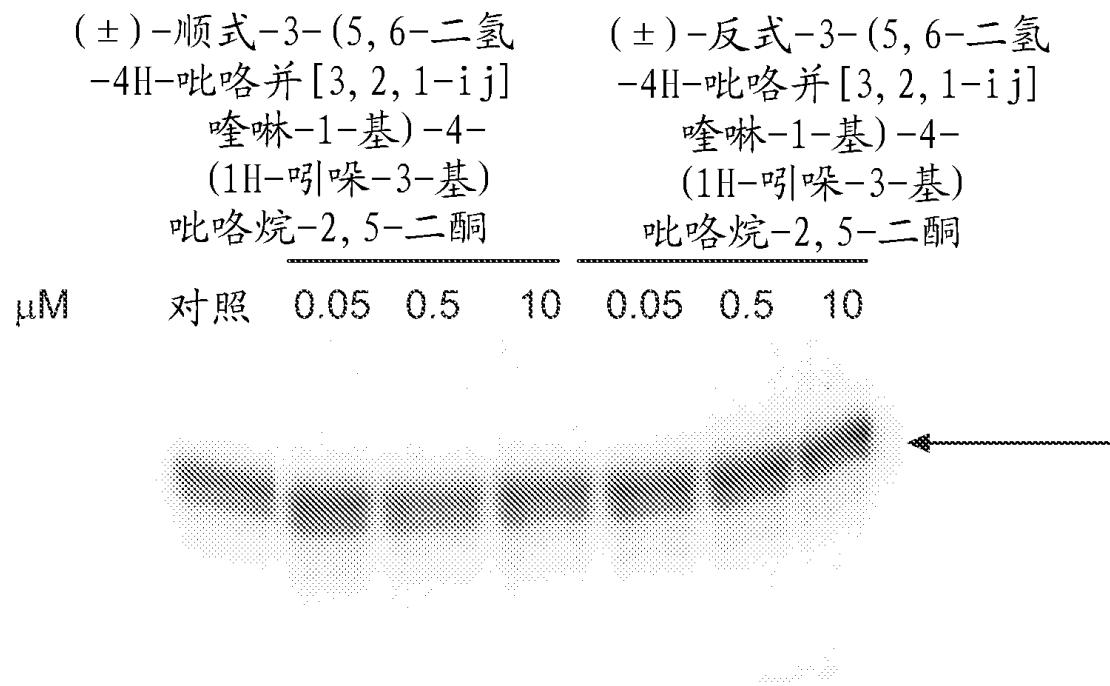 (±)-顺式-3-(5,6-二氢
-4H-吡咯并[3,2,1-ij]
喹啉-1-基)-4-
(1H-吲哚-3-基)
吡咯烷-2,5-二酮
(±)-反式-3-(5,6-二氢
-4H-吡咯并[3,2,1-ij]
喹啉-1-基)-4-
(1H-吲哚-3-基)
吡咯烷-2,5-二酮
μM 对照 0.05 0.5 10 0.05 0.5 10